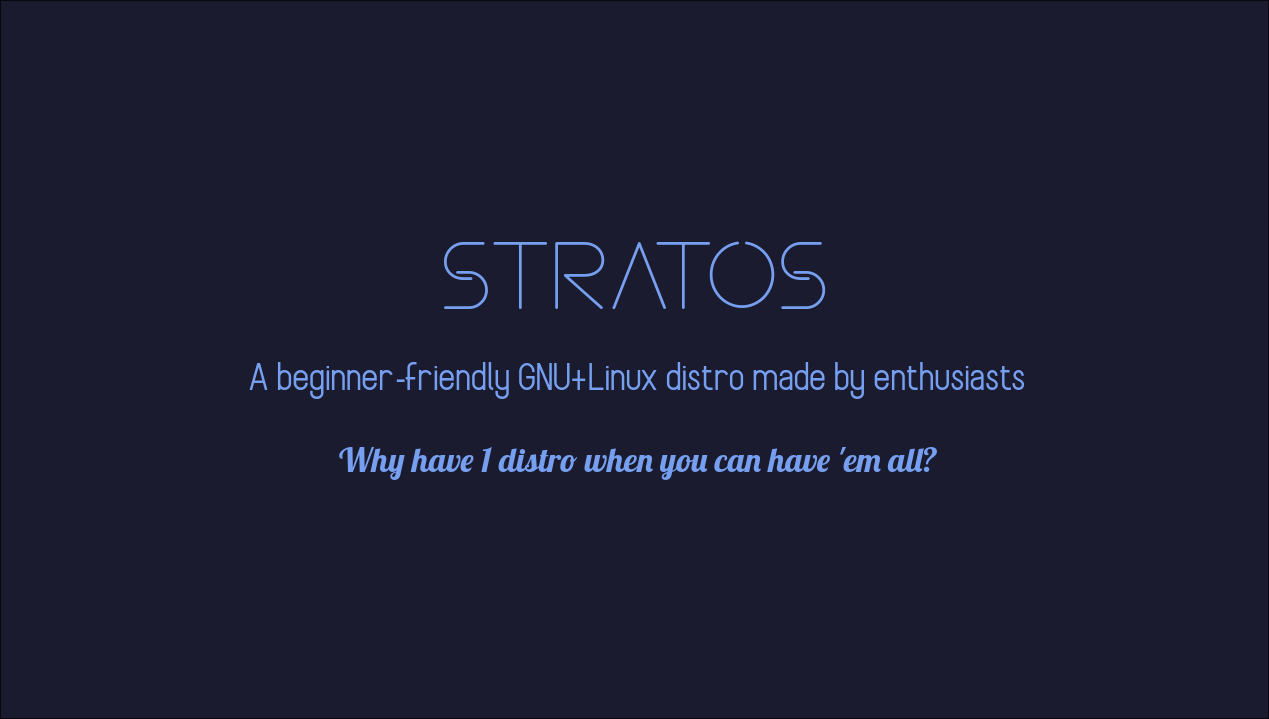 STRATOS
A beginner-friendly GNU+Linux distro made by enthusiasts
Why have 1 distro when you can have 'em all?